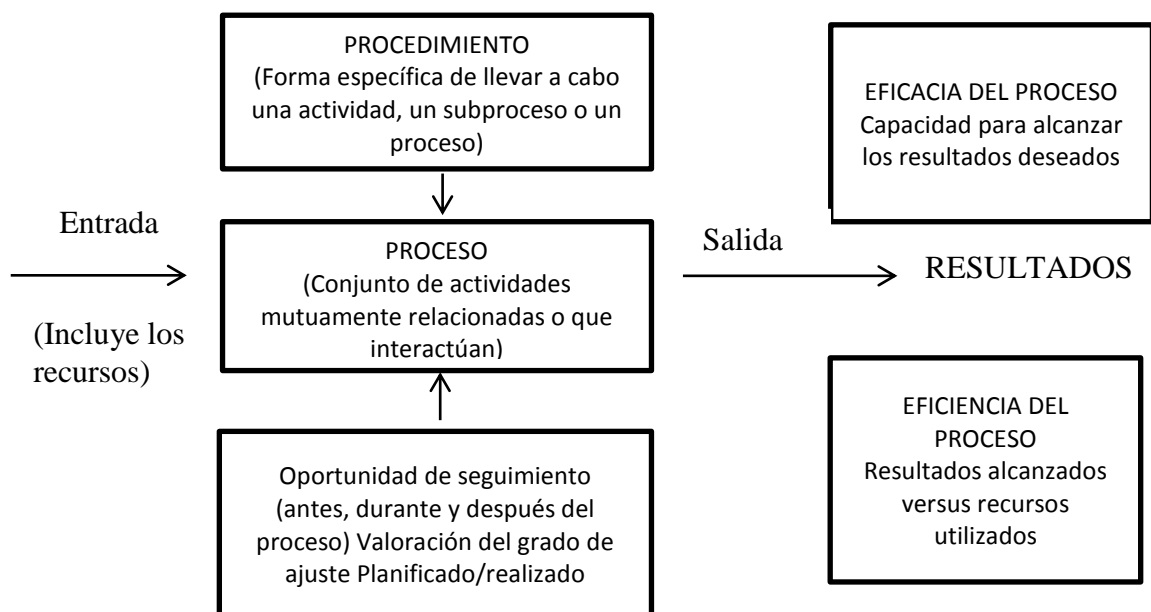 PROCEDIMIENTO
(Forma específica de llevar a cabo
una actividad, un subproceso o un
proceso)
EFICACIA DEL PROCESO
Capacidad para alcanzar
los resultados deseados
Entrada
(Incluye los
recursos)
PROCESO
(Conjunto de actividades
mutuamente relacionadas o que
interactúan)
Salida
RESULTADOS
Oportunidad de seguimiento
(antes, durante y después del
proceso) Valoración del grado de
ajuste Planificado/realizado
EFICIENCIA DEL
PROCESO
Resultados alcanzados
versus recursos
utilizados